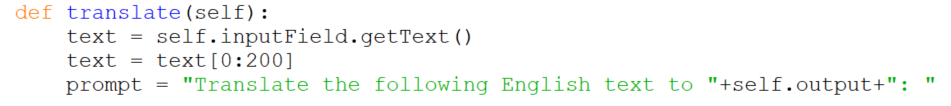 def translate(self):
    text = self.inputField.getText()
    text = text[0:200]
    prompt = "Translate the following English text to "+self.output+": "